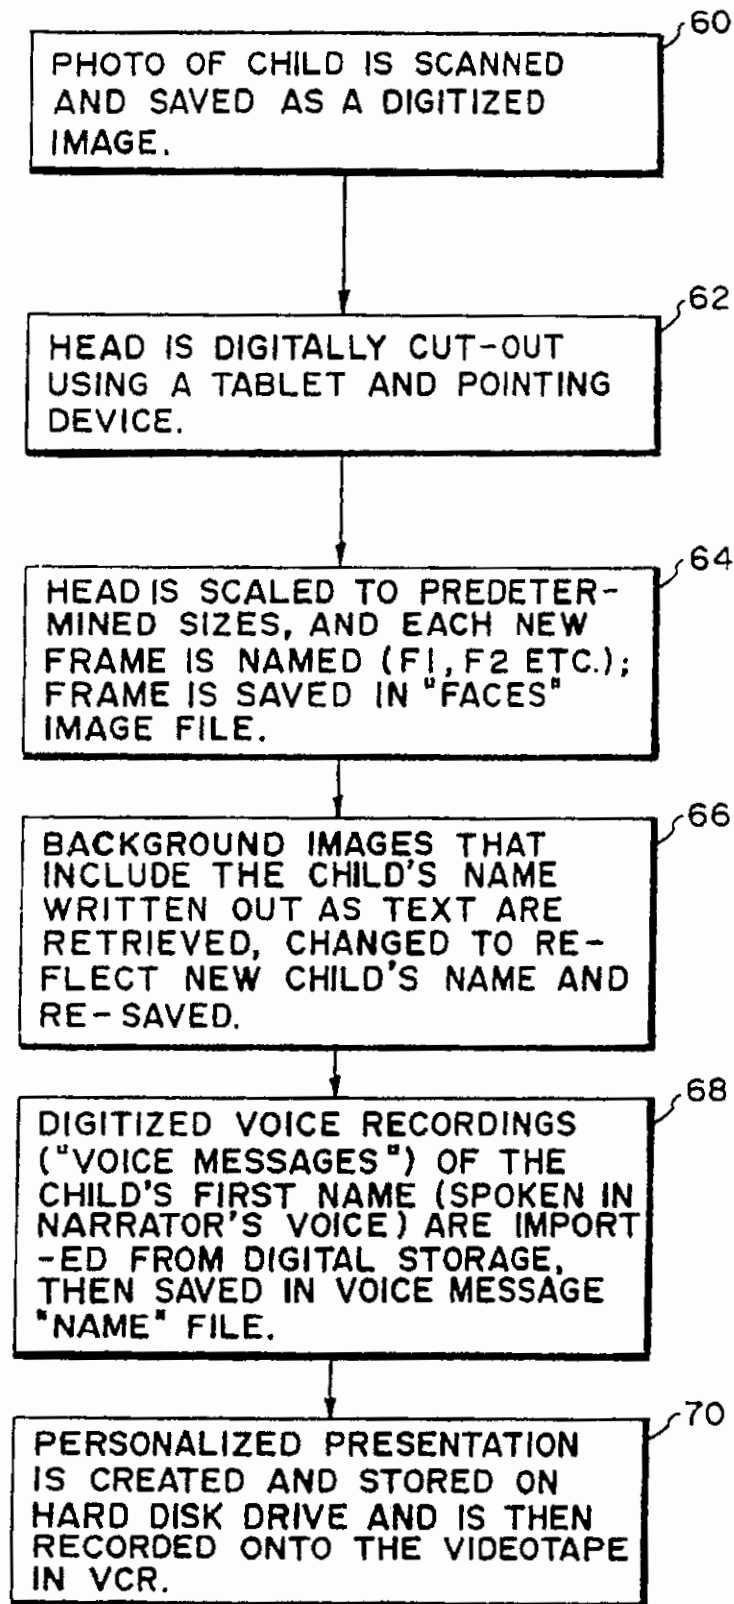 60
PHOTO OF CHILD IS SCANNED
AND SAVED AS A DIGITIZED
IMAGE.
62
HEAD IS DIGITALLY CUT-OUT
USING A TABLET AND POINTING
DEVICE.
64
HEAD IS SCALED TO PREDETER-
MINED SIZES, AND EACH NEW
FRAME IS NAMED (F1, F2 ETC.);
FRAME IS SAVED IN "FACES"
IMAGE FILE.
66
BACKGROUND IMAGES THAT
INCLUDE THE CHILD'S NAME
WRITTEN OUT AS TEXT ARE
RETRIEVED, CHANGED TO RE-
FLECT NEW CHILD'S NAME AND
RE-SAVED.
68
DIGITIZED VOICE RECORDINGS
("VOICE MESSAGES") OF THE
CHILD'S FIRST NAME (SPOKEN IN
NARRATOR'S VOICE) ARE IMPORT
-ED FROM DIGITAL STORAGE,
THEN SAVED IN VOICE MESSAGE
"NAME" FILE.
70
PERSONALIZED PRESENTATION
IS CREATED AND STORED ON
HARD DISK DRIVE AND IS THEN
RECORDED ONTO THE VIDEOTAPE
IN VCR.